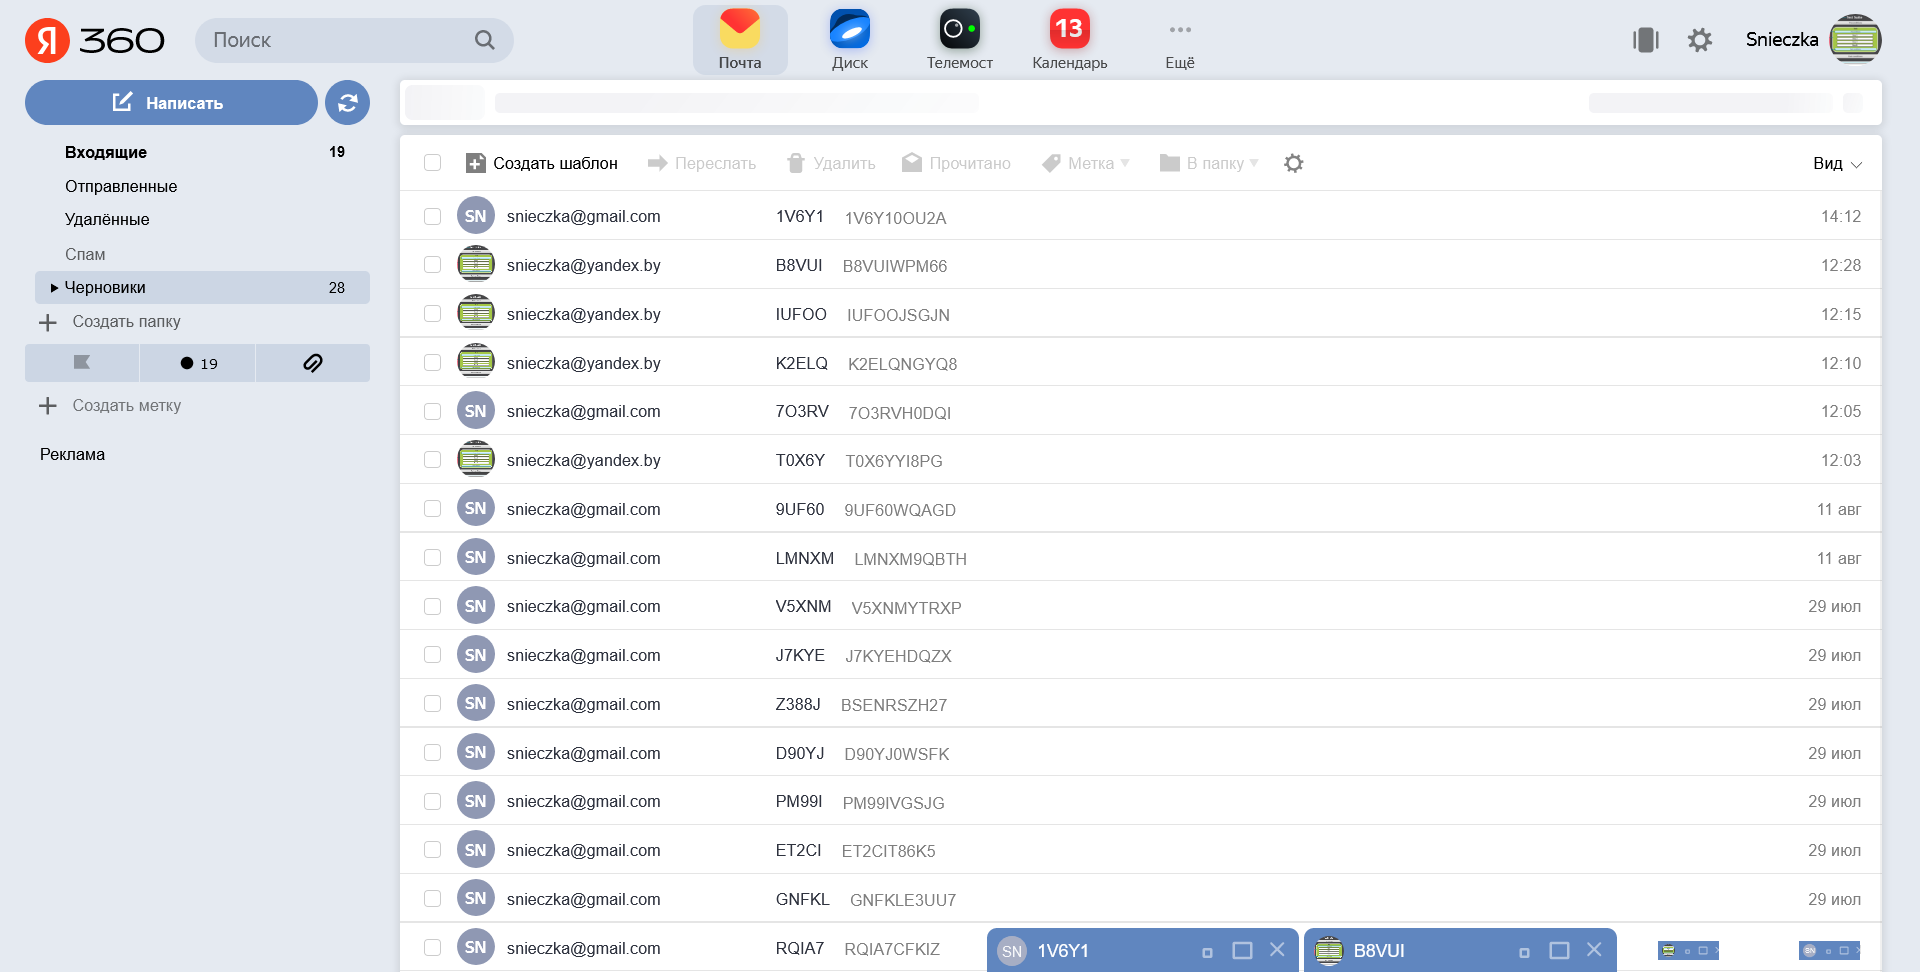 Я 360
Поиск
Почта
Диск
Телемост
13
Календарь
Ещё
Snieczka
Написать
Входящие 19
Отправленные
Удалённые
Спам
Черновики 28
Создать папку
19
Создать метку
Реклама
Создать шаблон Переслать Удалить Прочитано Метка В папку Вид
SN snieczka@gmail.com 1V6Y1 1V6Y10OU2A 14:12
snieczka@yandex.by B8VUI B8VUIWPM66 12:28
snieczka@yandex.by IUFOO IUFOOJSGJN 12:15
snieczka@yandex.by K2ELQ K2ELQNGYQ8 12:10
SN snieczka@gmail.com 7O3RV 7O3RVH0DQI 12:05
snieczka@yandex.by T0X6Y T0X6YYI8PG 12:03
SN snieczka@gmail.com 9UF60 9UF60WQAGD 11 авг
SN snieczka@gmail.com LMNXM LMNXM9QBTH 11 авг
SN snieczka@gmail.com V5XNM V5XNMYTRXP 29 июл
SN snieczka@gmail.com J7KYE J7KYEHDQZX 29 июл
SN snieczka@gmail.com Z388J BSENRSZH27 29 июл
SN snieczka@gmail.com D90YJ D90YJ0WSFK 29 июл
SN snieczka@gmail.com PM99I PM99IVGSJG 29 июл
SN snieczka@gmail.com ET2CI ET2CIT86K5 29 июл
SN snieczka@gmail.com GNFKL GNFKLE3UU7 29 июл
SN snieczka@gmail.com RQIA7 RQIA7CFKIZ
SN 1V6Y1
B8VUI
SN